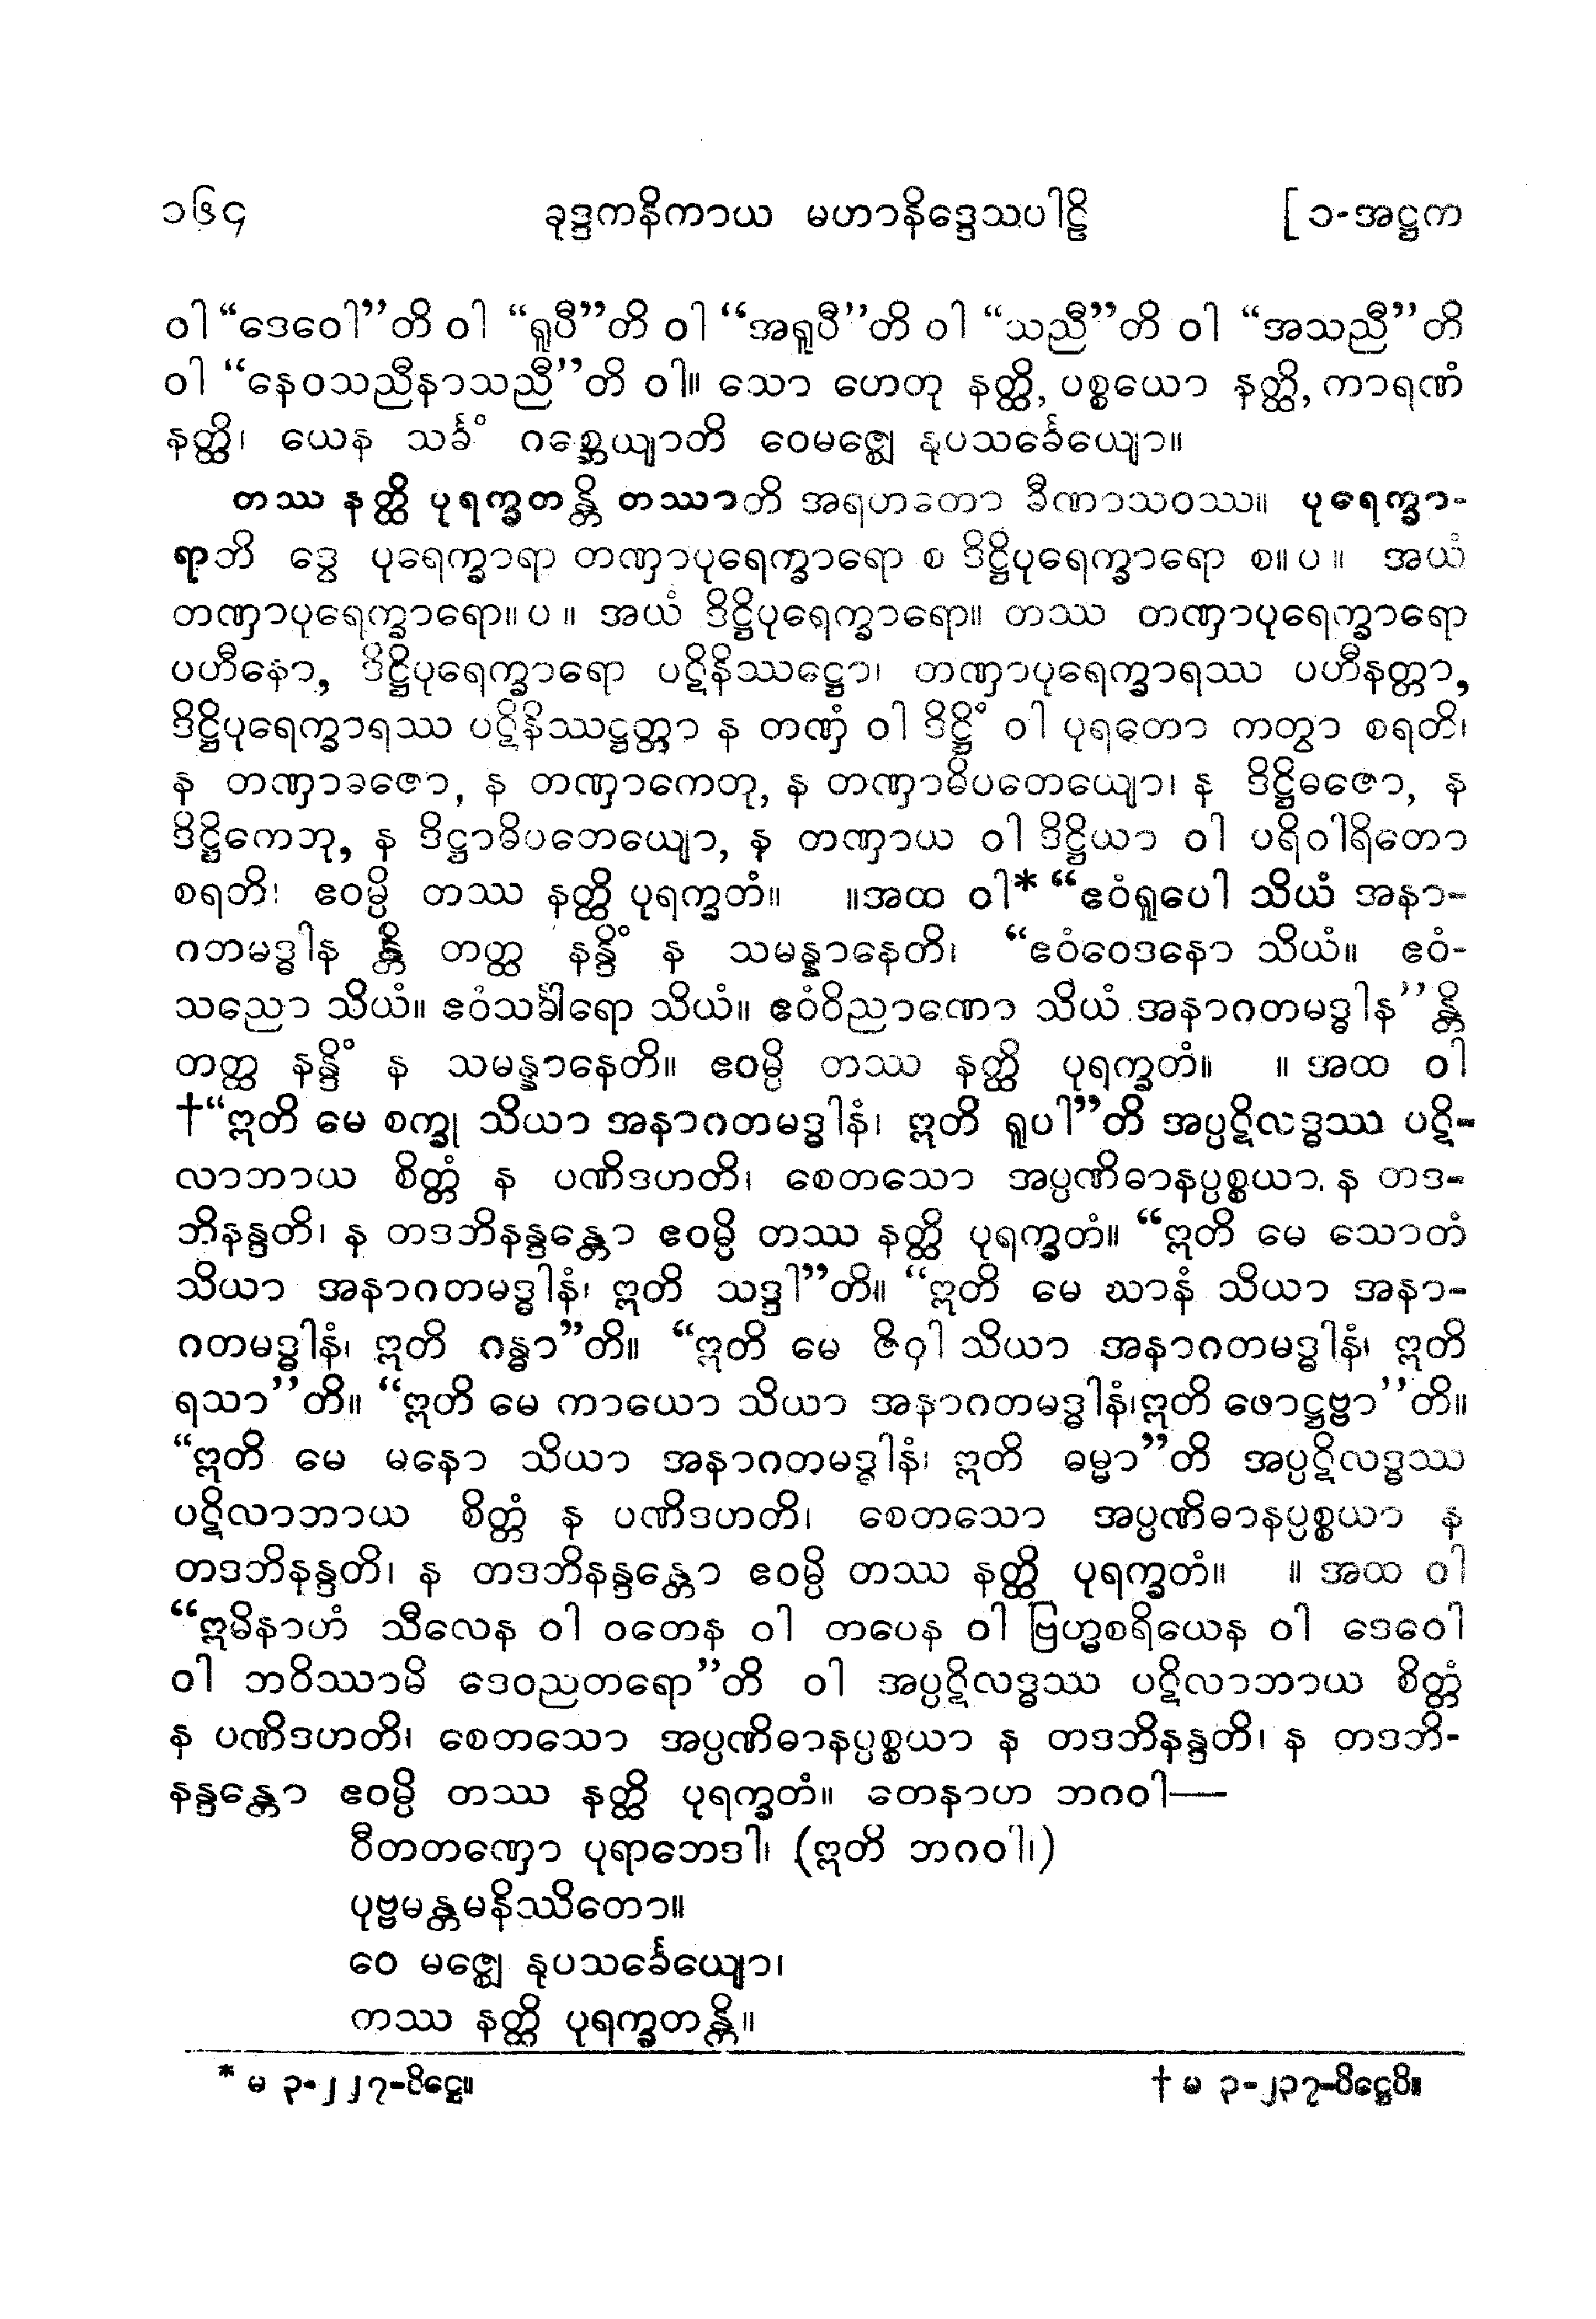 ၁၆၄ ခုဒ္ဒကနိကာယ မဟာနိဒ္ဒေသပါဠိ [ ၁-အဋ္ဌက
ဝါ “ဒေဝေါ”တိ ဝါ “ရူပီ”တိ ဝါ “အရူပီ”တိ ဝါ “သညီ”တိ ဝါ “အသညီ”တိ
ဝါ “နေဝသညီနာသညီ”တိ ဝါ။ သော ဟေတု နတ္ထိ, ပစ္စယော နတ္ထိ, ကာရဏံ
နတ္ထိ၊ ယေန သင်္ခံ ဂစ္ဆေယျာတိ ဝေမဇ္ဈေ နုပသင်္ခေယျော။
တဿ နတ္ထိ ပုရက္ခတန္တိ တဿာတိ အရဟတော ခီဏာသဝဿ။ ပုရေက္ခာ-
ရာတိ ဒွေ ပုရေက္ခာရာ တဏှာပုရေက္ခာရော စ ဒိဋ္ဌိပုရေက္ခာရော စ။ ပ ။ အယံ
တဏှာပုရေက္ခာရော။ ပ ။ အယံ ဒိဋ္ဌိပုရေက္ခာရော။ တဿ တဏှာပုရေက္ခာရော
ပဟီနော, ဒိဋ္ဌိပုရေက္ခာရော ပဋိနိဿဋ္ဌော၊ တဏှာပုရေက္ခာရဿ ပဟီနတ္တာ,
ဒိဋ္ဌိပုရေက္ခာရဿ ပဋိနိဿဋ္ဌတ္တာ န တဏှံ ဝါ ဒိဋ္ဌိံ ဝါ ပုရတော ကတွာ စရတိ၊
န တဏှာဓဇော, န တဏှာကေတု, န တဏှာဓိပတေယျော၊ န ဒိဋ္ဌိဓဇော, န
ဒိဋ္ဌိကေတု, န ဒိဋ္ဌာဓိပတေယျော, န တဏှာယ ဝါ ဒိဋ္ဌိယာ ဝါ ပရိဝါရိတော
စရတိ၊ ဧဝမ္ပိ တဿ နတ္ထိ ပုရက္ခတံ။ ။အထ ဝါ* “ဧဝံရူပေါ သိယံ အနာ-
ဂတမဒ္ဓါန န္တိ တတ္ထ နန္ဒိံ န သမန္နာနေတိ၊ “ဧဝံဝေဒနော သိယံ။ ဧဝံ-
သညော သိယံ။ ဧဝံသင်္ခါရော သိယံ။ ဧဝံဝိညာဏော သိယံ အနာဂတမဒ္ဓါန”န္တိ
တတ္ထ နန္ဒိံ န သမန္နာနေတိ။ ဧဝမ္ပိ တဿ နတ္ထိ ပုရက္ခတံ။ ။ အထ ဝါ
†“ဣတိ မေ စက္ခု သိယာ အနာဂတမဒ္ဓါနံ၊ ဣတိ ရူပါ”တိ အပ္ပဋိလဒ္ဓဿ ပဋိ-
လာဘာယ စိတ္တံ န ပဏိဒဟတိ၊ စေတသော အပ္ပဏိဓာနပ္ပစ္စယာ န တဒ-
ဘိနန္ဒတိ၊ န တဒဘိနန္ဒန္တော ဧဝမ္ပိ တဿ နတ္ထိ ပုရက္ခတံ။ “ဣတိ မေ သောတံ
သိယာ အနာဂတမဒ္ဓါနံ၊ ဣတိ သဒ္ဒါ”တိ။ “ဣတိ မေ ဃာနံ သိယာ အနာ-
ဂတမဒ္ဓါနံ၊ ဣတိ ဂန္ဓာ”တိ။ “ဣတိ မေ ဇိဝှါ သိယာ အနာဂတမဒ္ဓါနံ၊ ဣတိ
ရသာ”တိ။ “ဣတိ မေ ကာယော သိယာ အနာဂတမဒ္ဓါနံ၊ဣတိ ဖောဋ္ဌဗ္ဗာ”တိ။
“ဣတိ မေ မနော သိယာ အနာဂတမဒ္ဓါနံ၊ ဣတိ ဓမ္မာ”တိ အပ္ပဋိလဒ္ဓဿ
ပဋိလာဘာယ စိတ္တံ န ပဏိဒဟတိ၊ စေတသော အပ္ပဏိဓာနပ္ပစ္စယာ န
တဒဘိနန္ဒတိ၊ န တဒဘိနန္ဒန္တော ဧဝမ္ပိ တဿ နတ္ထိ ပုရက္ခတံ။ ။ အထ ဝါ
“ဣမိနာဟံ သီလေန ဝါ ဝတေန ဝါ တပေန ဝါ ဗြဟ္မစရိယေန ဝါ ဒေဝေါ
ဝါ ဘဝိဿာမိ ဒေဝညတရော”တိ ဝါ အပ္ပဋိလဒ္ဓဿ ပဋိလာဘာယ စိတ္တံ
န ပဏိဒဟတိ၊ စေတသော အပ္ပဏိဓာနပ္ပစ္စယာ န တဒဘိနန္ဒတိ၊ န တဒဘိ-
နန္ဒန္တော ဧဝမ္ပိ တဿ နတ္ထိ ပုရက္ခတံ။ တေနာဟ ဘဂဝါ—
ဝီတတဏှော ပုရာဘေဒါ၊ (ဣတိ ဘဂဝါ၊)
ပုဗ္ဗမန္တမနိဿိတော။
ဝေ မဇ္ဈေ နုပသင်္ခေယျော၊
တဿ နတ္ထိ ပုရက္ခတန္တိ။
* မ ၃-၂၂၇-ပိဋ္ဌေ။ † မ ၃-၂၃၇-ပိဋ္ဌေပိ။